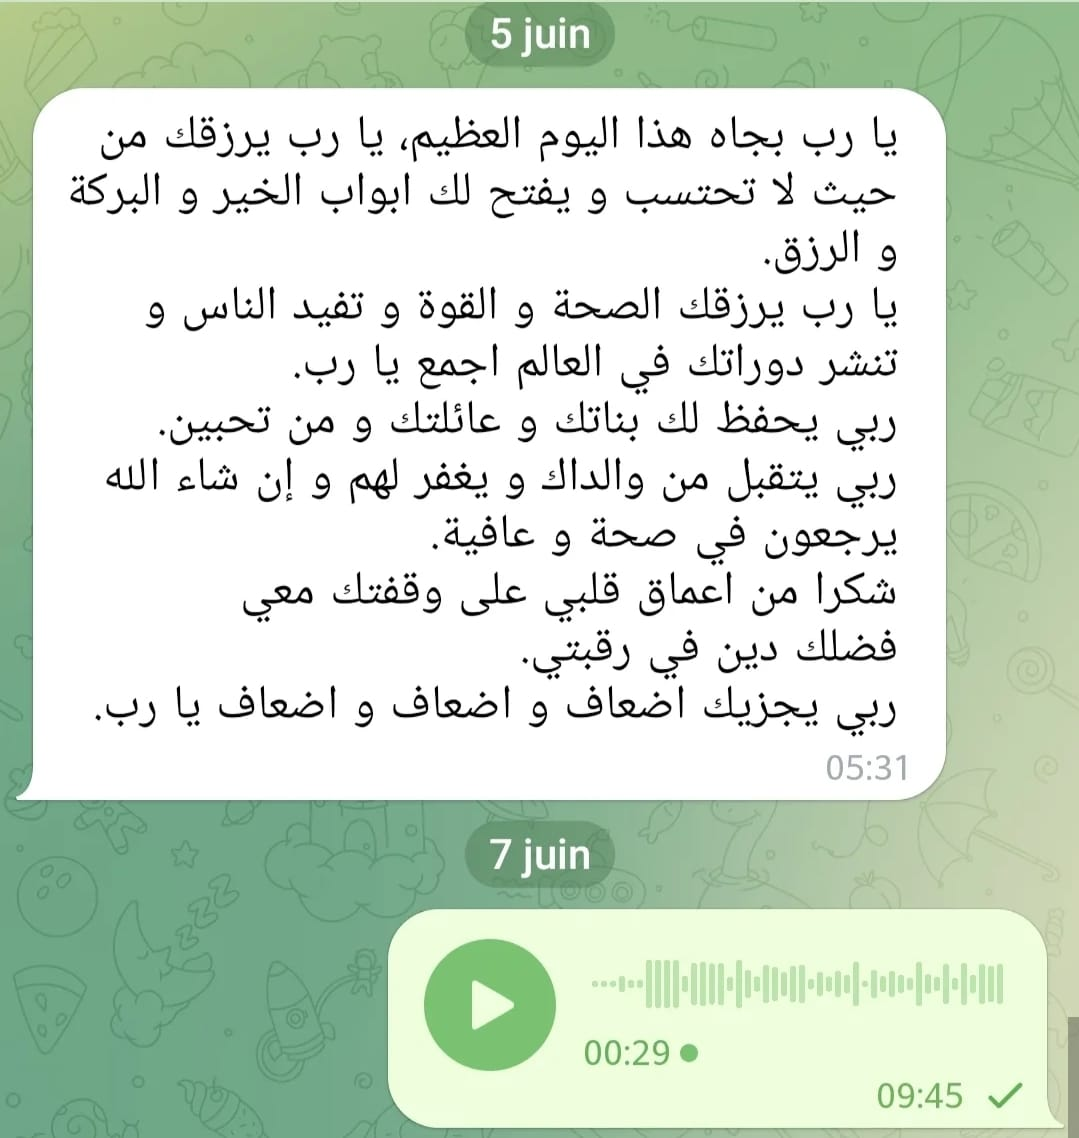 5 juin
يا رب بجاه هذا اليوم العظيم، يا رب يرزقك من
حيث لا تحتسب و يفتح لك ابواب الخير و البركة
و الرزق.
يا رب يرزقك الصحة و القوة و تفيد الناس و
تنشر دوراتك في العالم اجمع يا رب.
ربي يحفظ لك بناتك و عائلتك و من تحبين.
ربي يتقبل من والداك و يغفر لهم و إن شاء الله
يرجعون في صحة و عافية.
شكرا من اعماق قلبي على وقفتك معي
فضلك دين في رقبتي.
ربي يجزيك اضعاف و اضعاف و اضعاف يا رب.
05:31
7 juin
00:29
09:45